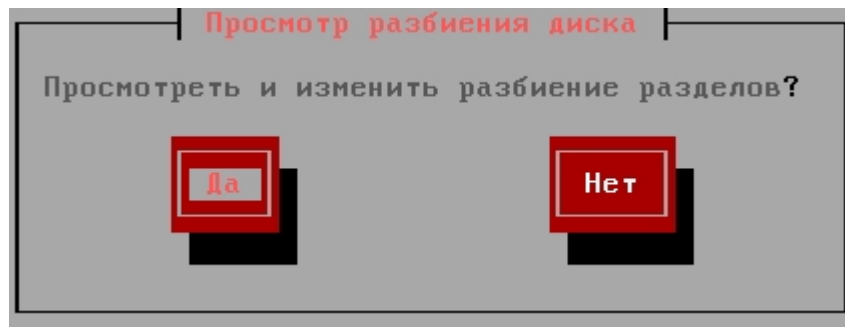 Просмотр разбиения диска
Просмотреть и изменить разбиение разделов?
Да
Нет